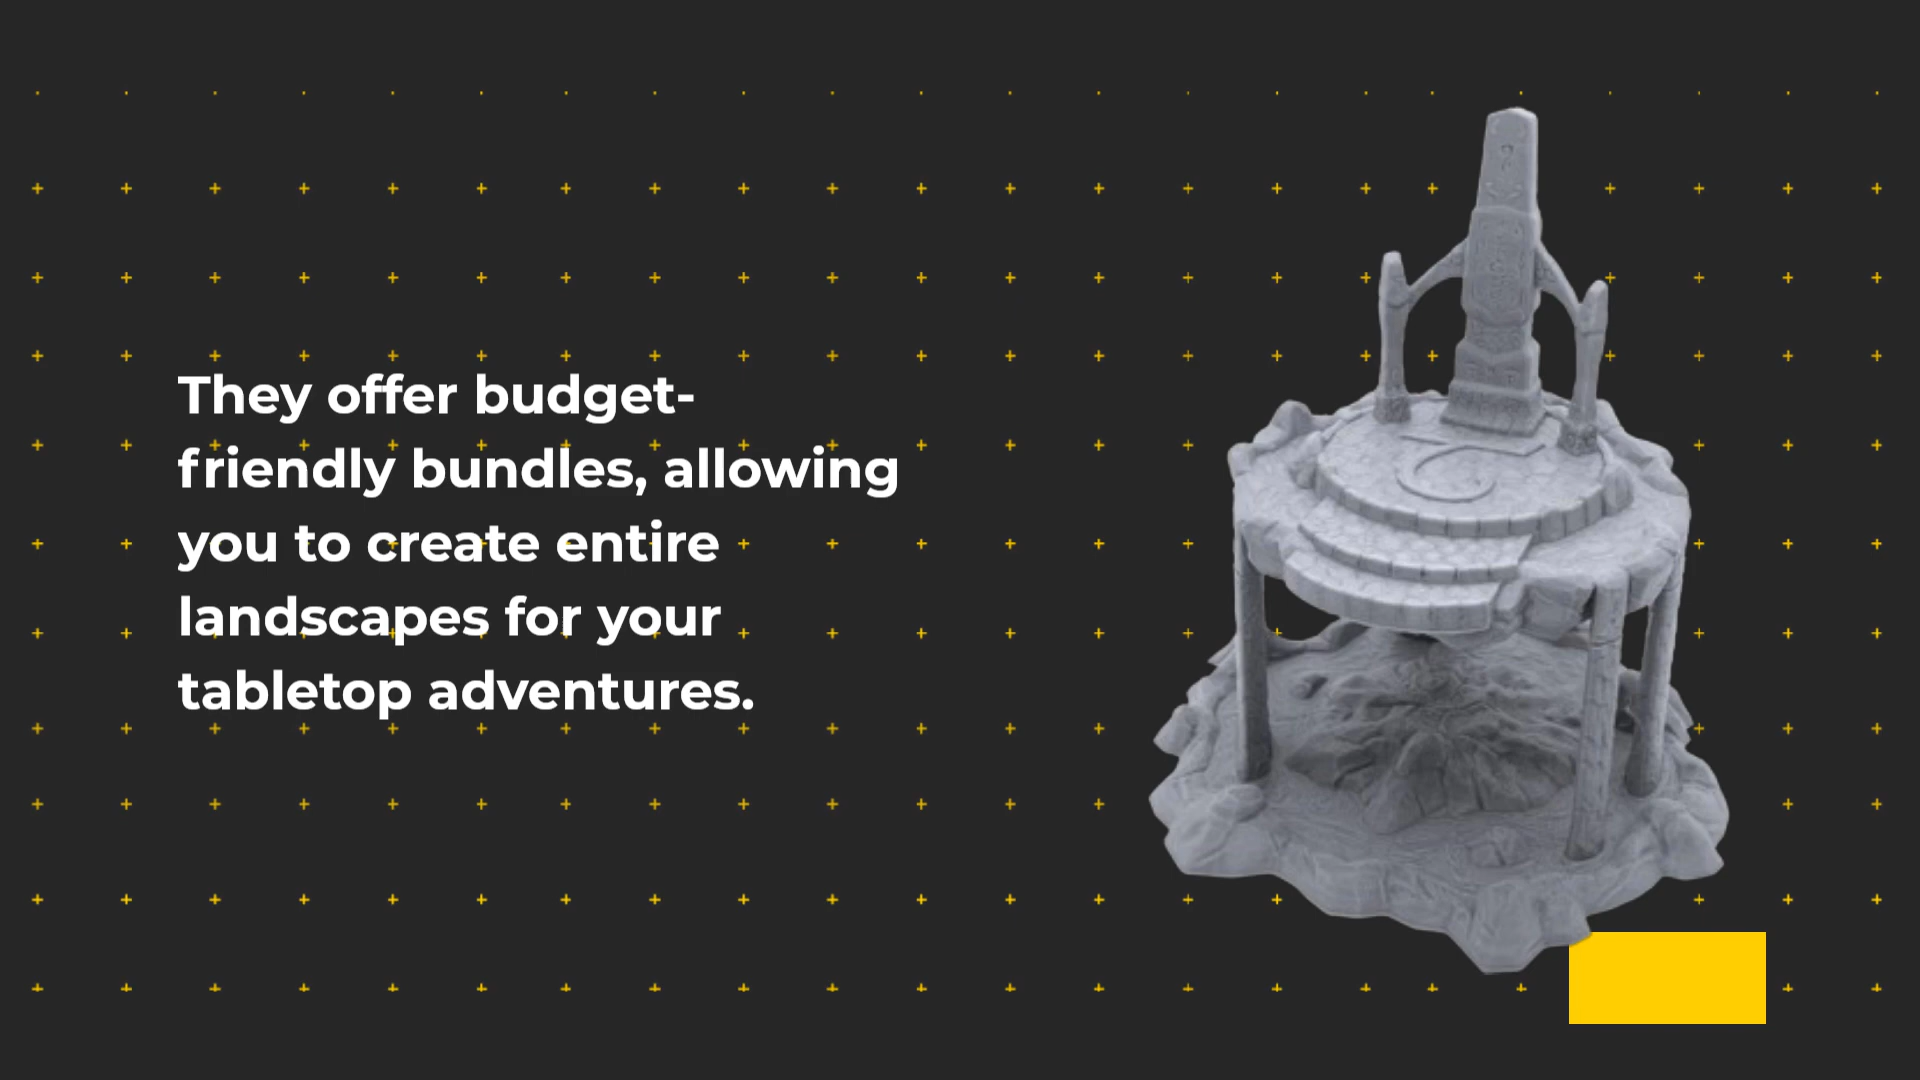 They offer budget-
friendly bundles, allowing
you to create entire
landscapes for your
tabletop adventures.